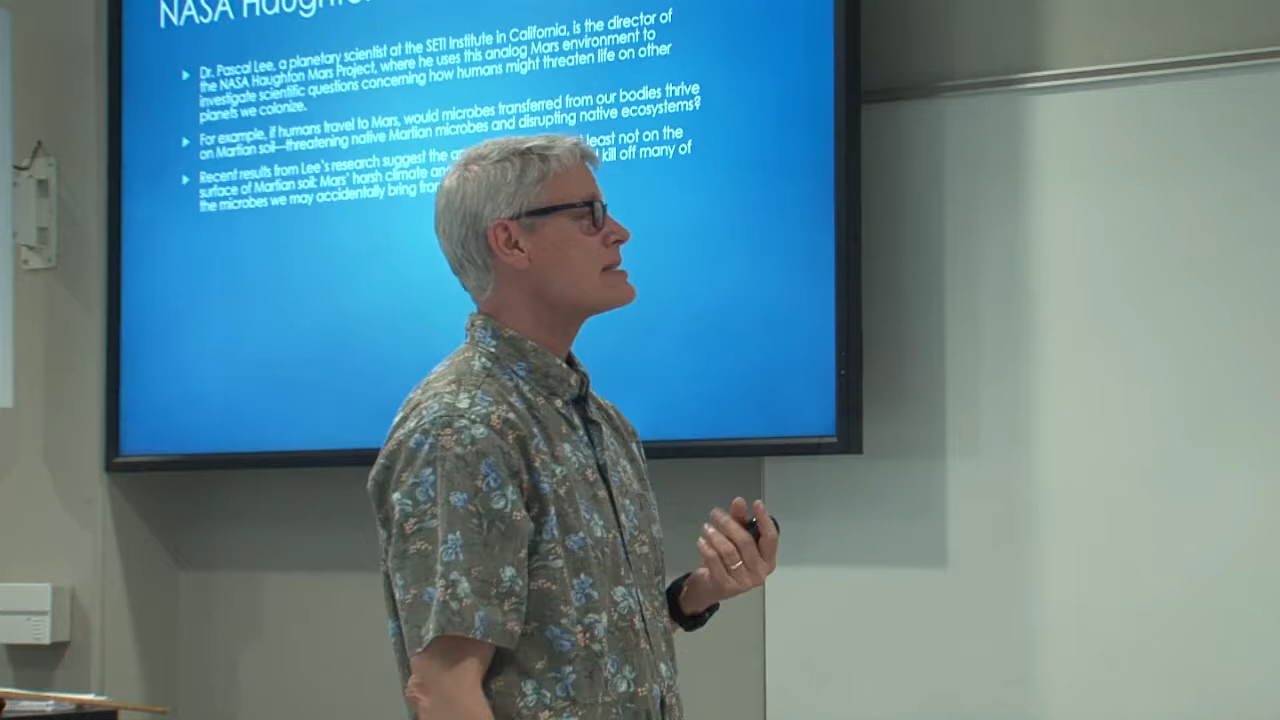 NASA Haughton
Dr. Pascal Lee, a planetary scientist at the SETI Institute in California, is the director of
the NASA Haughton Mars Project, where he uses this analog Mars environment to
investigate scientific questions concerning how humans might threaten life on other
planets we colonize.
For example, if humans travel to Mars, would microbes transferred from our bodies thrive
on Martian soil—threatening native Martian microbes and disrupting native ecosystems?
Recent results from Lee's research suggest the least not on the
surface of Martian soil: Mars' harsh climate kill off many of
the microbes we may accidentally bring